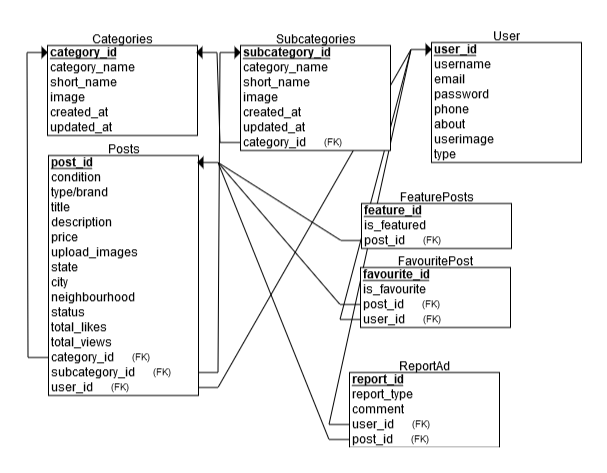 Categories
category_id
category_name
short_name
image
created_at
updated_at
Subcategories
subcategory_id
category_name
short_name
image
created_at
updated_at
category_id (FK)
User
user_id
username
email
password
phone
about
userimage
type
Posts
post_id
condition
type/brand
title
description
price
upload_images
state
city
neighbourhood
status
total_likes
total_views
category_id (FK)
subcategory_id (FK)
user_id (FK)
FeaturePosts
feature_id
is_featured
post_id (FK)
FavouritePost
favourite_id
is_favourite
post_id (FK)
user_id (FK)
ReportAd
report_id
report_type
comment
user_id (FK)
post_id (FK)